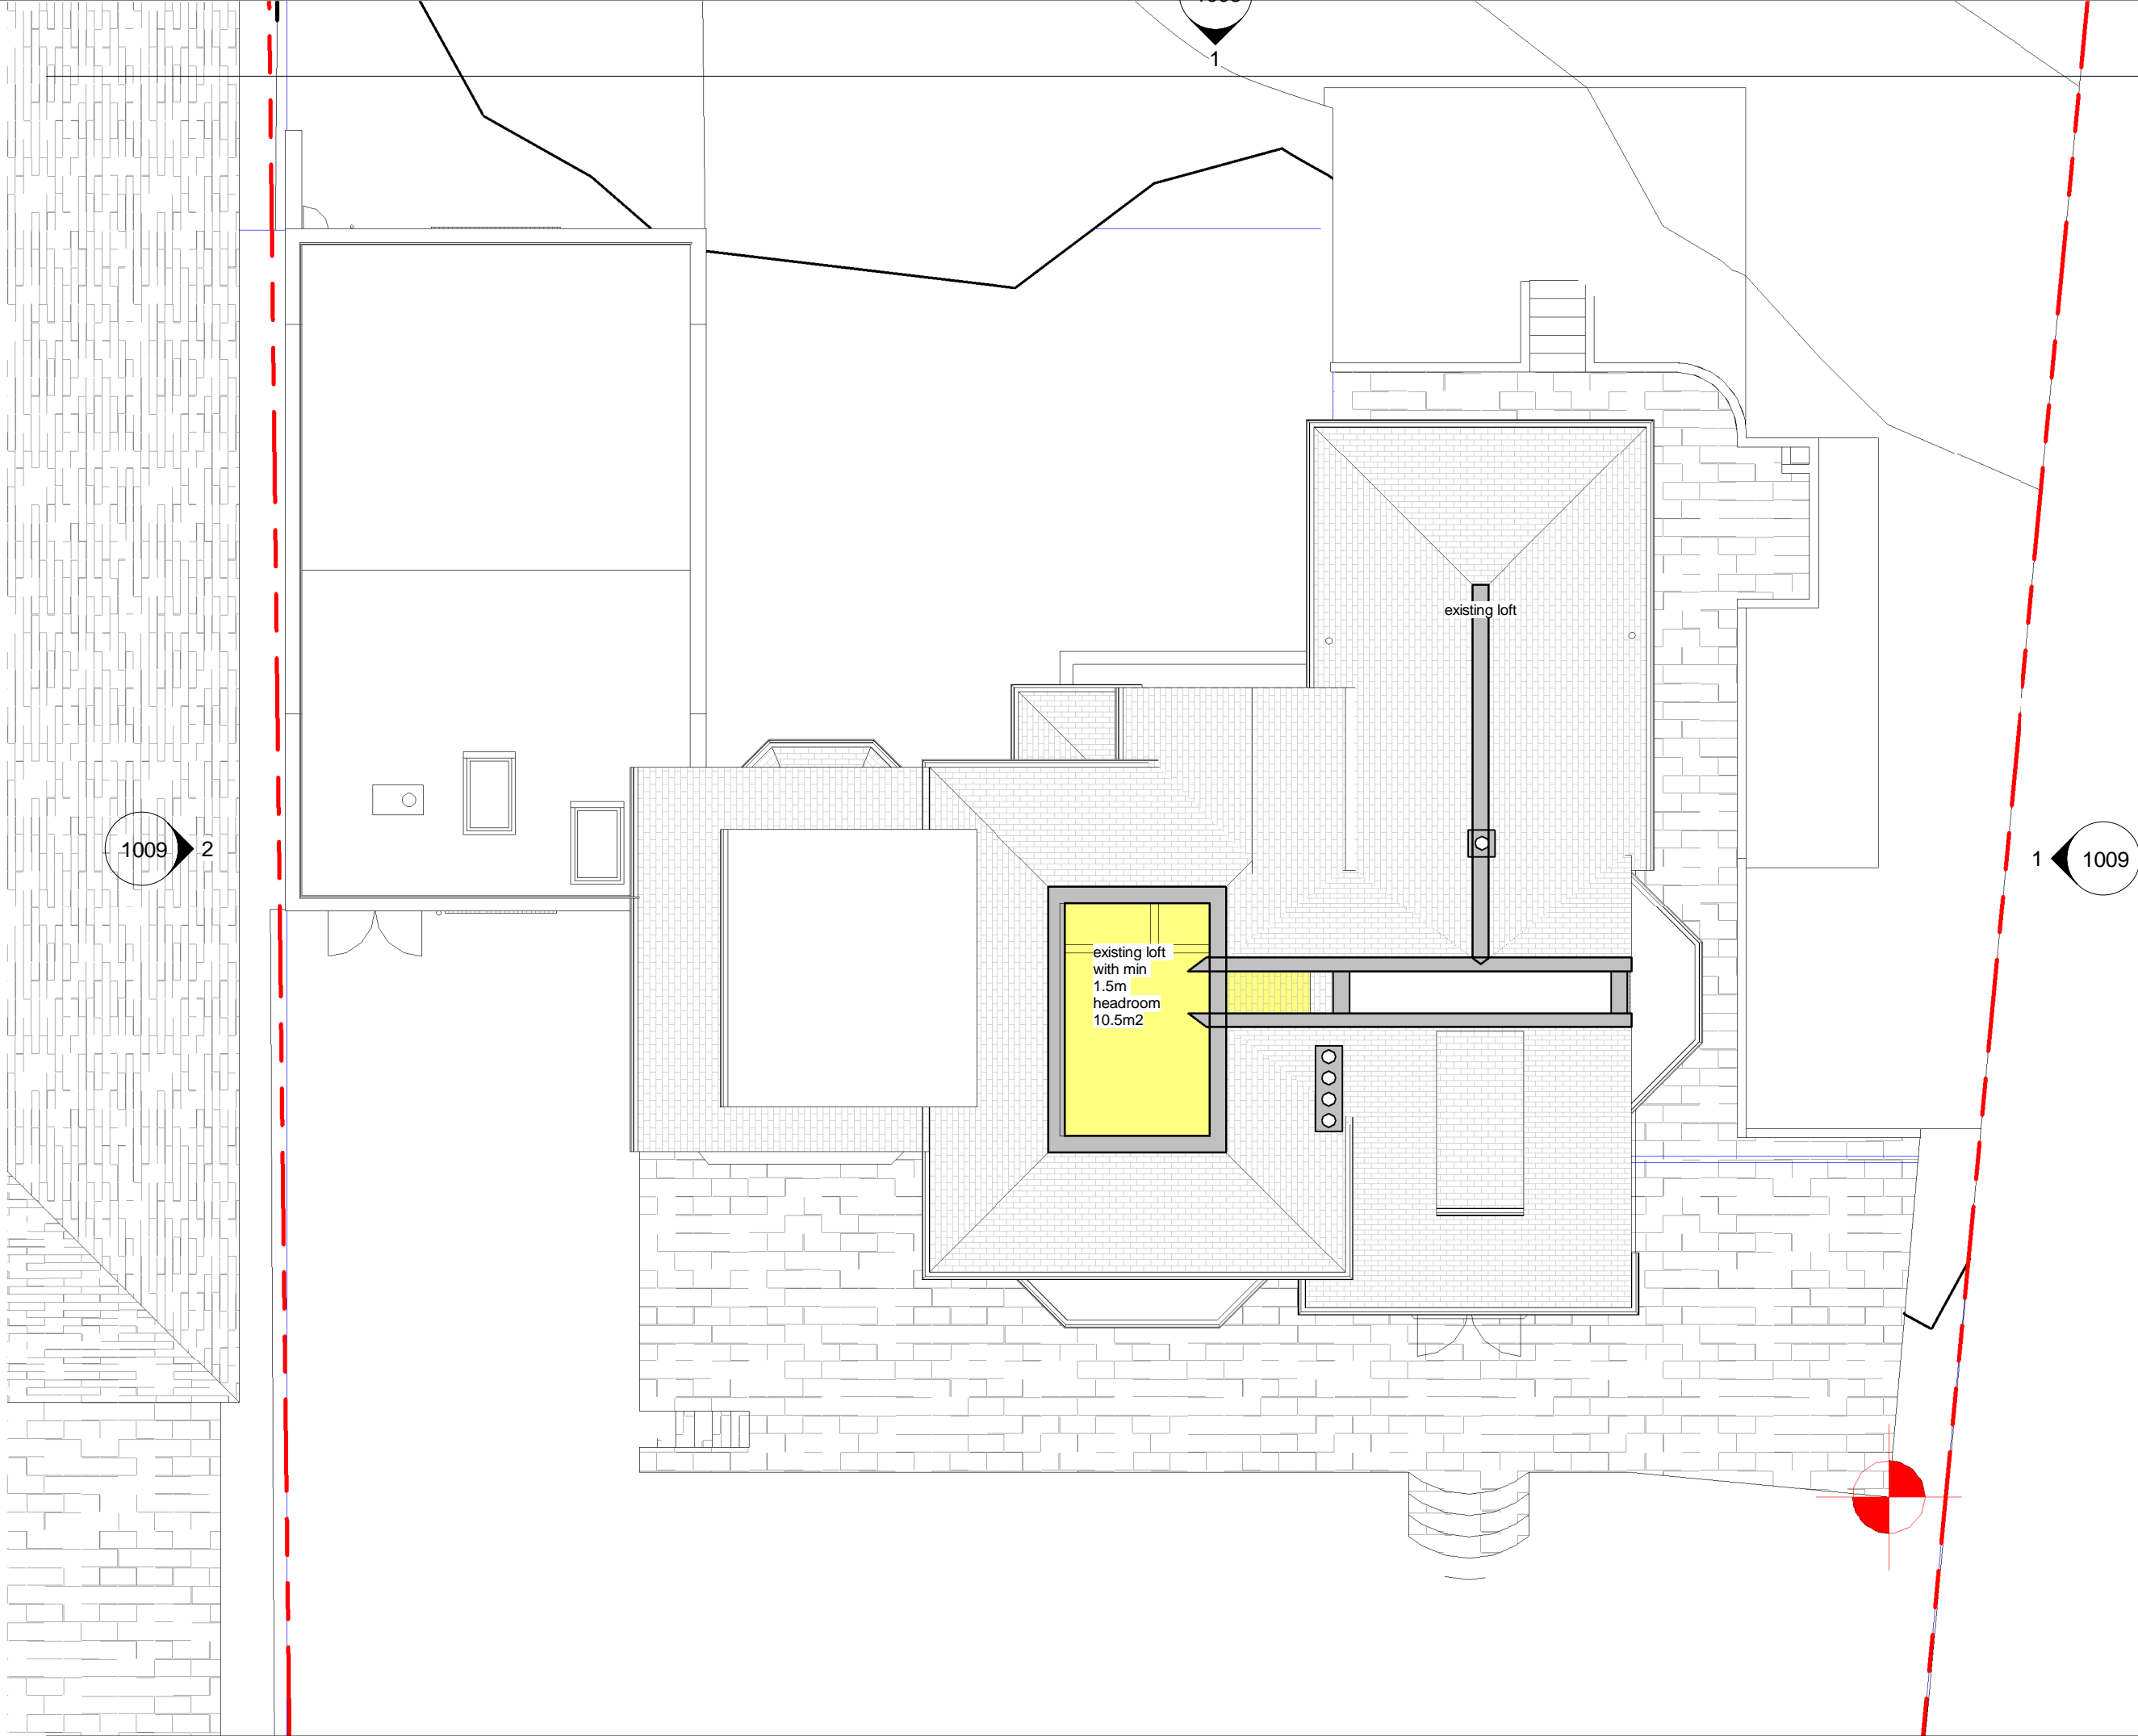 1
existing loft
1009
2
1
1009
existing loft
with min
1.5m
headroom
10.5m2